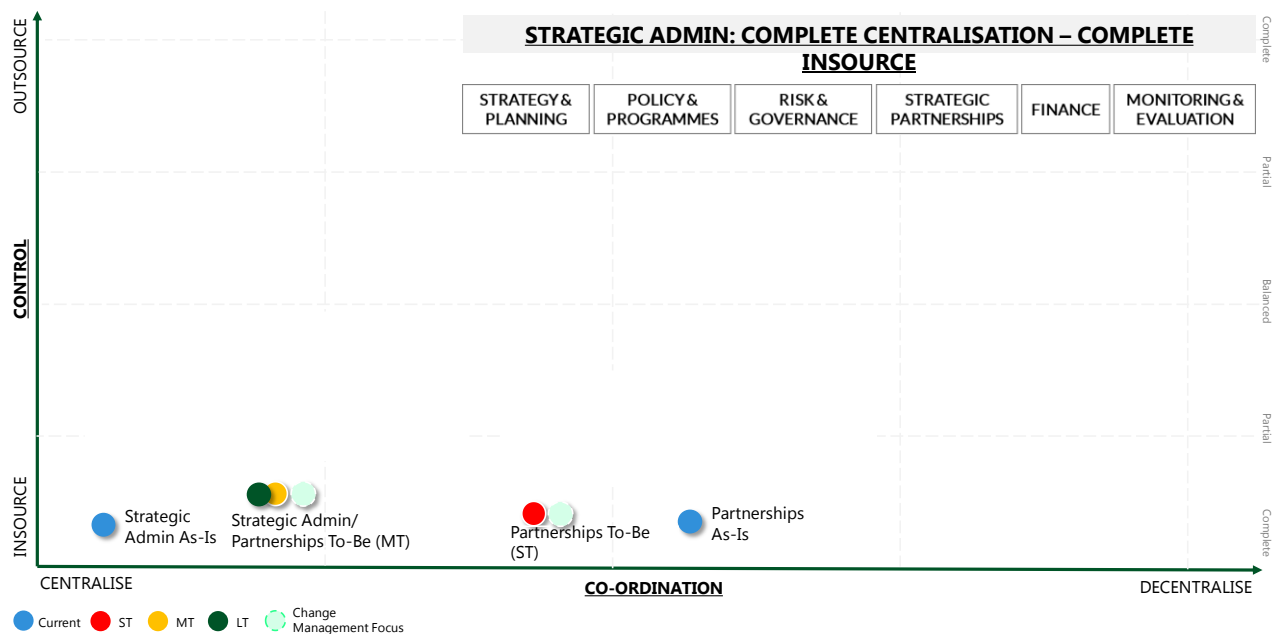 STRATEGIC ADMIN: COMPLETE CENTRALISATION – COMPLETE
INSOURCE
STRATEGY &
PLANNING
POLICY &
PROGRAMMES
RISK &
GOVERNANCE
STRATEGIC
PARTNERSHIPS
FINANCE
MONITORING &
EVALUATION
OUTSOURCE
CONTROL
INSOURCE
Complete
Partial
Balanced
Partial
Complete
Strategic
Admin As-Is
Strategic Admin/
Partnerships To-Be (MT)
Partnerships To-Be
(ST)
Partnerships
As-Is
CENTRALISE
CO-ORDINATION
DECENTRALISE
Current
ST
MT
LT
Change
Management Focus